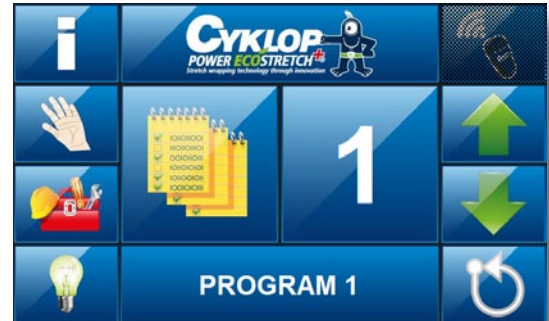 i
CYKLOP
POWER ECOSTRETCH+
Stretch wrapping technology through innovation
1
PROGRAM 1